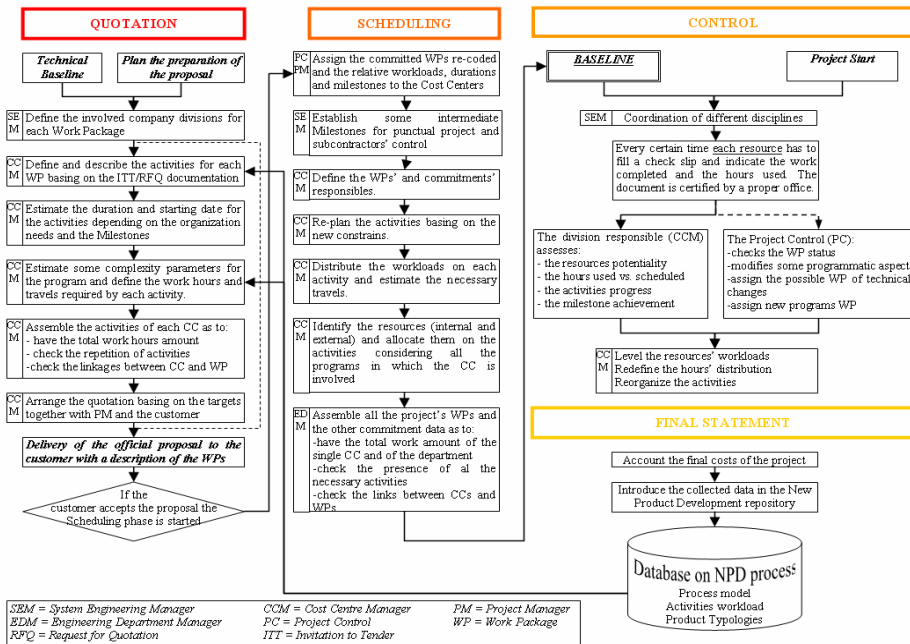 QUOTATION
Technical
Baseline
Plan the preparation of
the proposal
SE
M
Define the involved company divisions for
each Work Package
CC
M
Define and describe the activities for each
WP basing on the ITT/RFQ documentation
CC
M
Estimate the duration and starting date for
the activities depending on the organization
needs and the Milestones
CC
M
Estimate some complexity parameters for
the program and define the work hours and
travels required by each activity.
CC
M
Assemble the activities of each CC as to:
- have the total work hours amount
- check the repetition of activities
-check the linkages between CC and WP
CC
M
Arrange the quotation basing on the targets
together with PM and the customer
Delivery of the official proposal to the
customer with a description of the WPs
If the
customer accepts the proposal the
Scheduling phase is started
SCHEDULING
PC
PM
Assign the committed WPs re-coded
and the relative workloads, durations
and milestones to the Cost Centers
SE
M
Establish some intermediate
Milestones for punctual project and
subcontractors' control
CC
M
Define the WPs' and commitments'
responsibles.
CC
M
Re-plan the activities basing on the
new constrains.
CC
M
Distribute the workloads on each
activity and estimate the necessary
travels.
CC
M
Identify the resources (internal and
external) and allocate them on the
activities considering all the
programs in which the CC is
involved
ED
M
Assemble all the project's WPs and
the other commitment data as to:
-have the total work amount of the
single CC and of the department
-check the presence of al the
necessary activities
-check the links between CCs and
WPs
CONTROL
BASELINE
Project Start
SEM
Coordination of different disciplines
Every certain time each resource has to
fill a check slip and indicate the work
completed and the hours used. The
document is certified by a proper office.
The division responsible (CCM)
assesses:
- the resources potentiality
- the hours used vs. scheduled
- the activities progress
- the milestone achievement
The Project Control (PC):
-checks the WP status
-modifies some programmatic aspect
-assign the possible WP of technical
changes
-assign new programs WP
CC
M
Level the resources' workloads
Redefine the hours' distribution
Reorganize the activities
FINAL STATEMENT
Account the final costs of the project
Introduce the collected data in the New
Product Development repository
Database on NPD process
Process model
Activities workload
Product Typologies
SEM = System Engineering Manager
CCM = Cost Centre Manager
PM = Project Manager
EDM = Engineering Department Manager
PC = Project Control
WP = Work Package
RFQ = Request for Quotation
ITT = Invitation to Tender